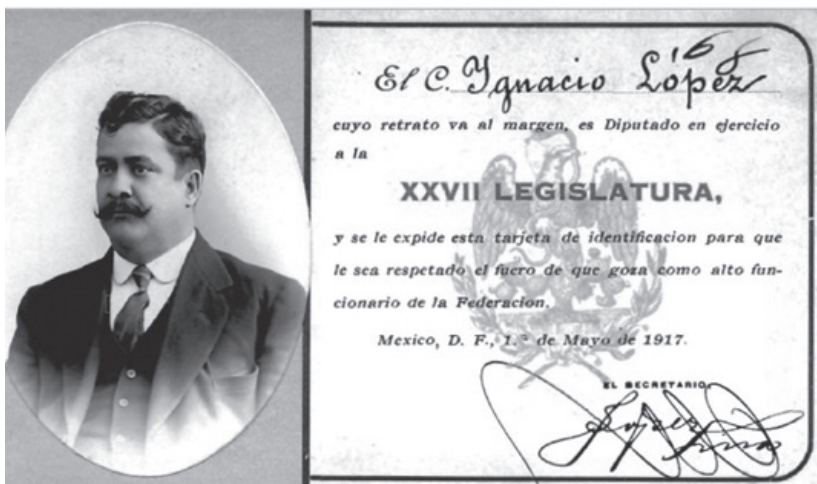 168
El C. Ignacio López
cuyo retrato va al margen, es Diputado en ejercicio
a la
XXVII LEGISLATURA,
y se le expide esta tarjeta de identificacion para que
le sea respetado el fuero de que goza como alto fun-
cionario de la Federacion.
Mexico, D. F., 1.º de Mayo de 1917.
EL SECRETARIO,